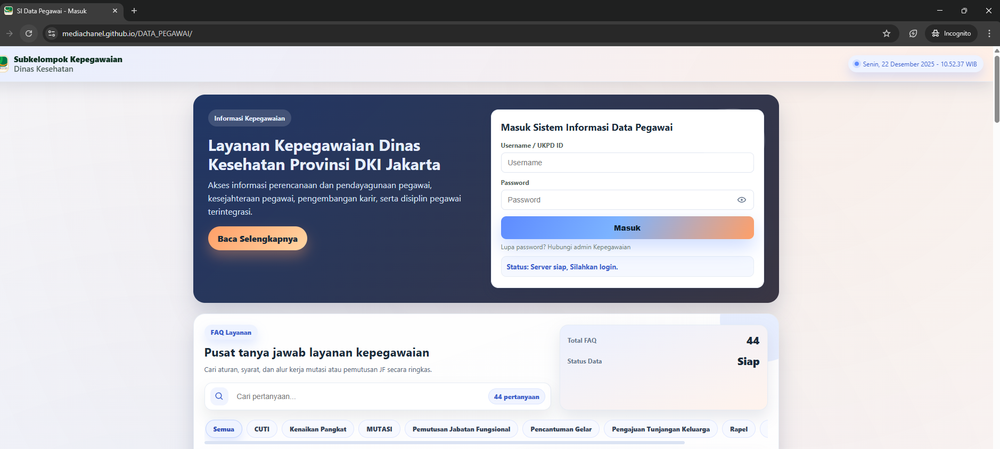 SI Data Pegawai - Masuk
mediachanel.github.io/DATA_PEGAWAI/
Incognito
Subkelompok Kepegawaian
Dinas Kesehatan
Senin, 22 Desember 2025 - 10.52.37 WIB
Informasi Kepegawaian
Layanan Kepegawaian Dinas
Kesehatan Provinsi DKI Jakarta
Akses informasi perencanaan dan pendayagunaan pegawai,
kesejahteraan pegawai, pengembangan karir, serta disiplin pegawai
terintegrasi.
Baca Selengkapnya
Masuk Sistem Informasi Data Pegawai
Username / UKPD ID
Username
Password
Password
Masuk
Lupa password? Hubungi admin Kepegawaian
Status: Server siap, Silahkan login.
FAQ Layanan
Pusat tanya jawab layanan kepegawaian
Cari aturan, syarat, dan alur kerja mutasi atau pemutusan JF secara ringkas.
Cari pertanyaan...
44 pertanyaan
Total FAQ
44
Status Data
Siap
Semua
CUTI
Kenaikan Pangkat
MUTASI
Pemutusan Jabatan Fungsional
Pencantuman Gelar
Pengajuan Tunjangan Keluarga
Rapel